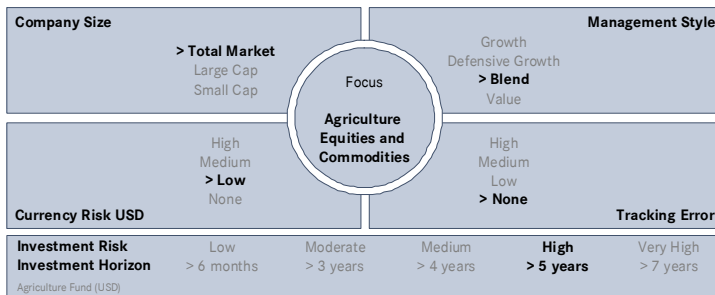 Company Size
> Total Market
Large Cap
Small Cap
Management Style
Growth
Defensive Growth
> Blend
Value
Focus
Agriculture
Equities and
Commodities
High
Medium
> Low
None
Currency Risk USD
High
Medium
Low
> None
Tracking Error
Investment Risk Low Moderate Medium High Very High
Investment Horizon > 6 months > 3 years > 4 years > 5 years > 7 years
Agriculture Fund (USD)